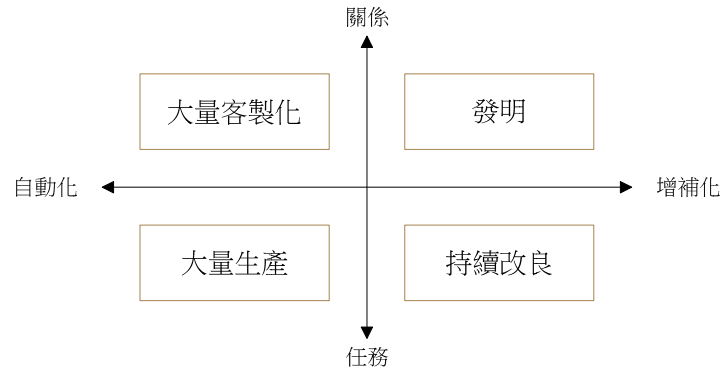 關係
大量客製化
發明
自動化
增補化
大量生產
持續改良
任務